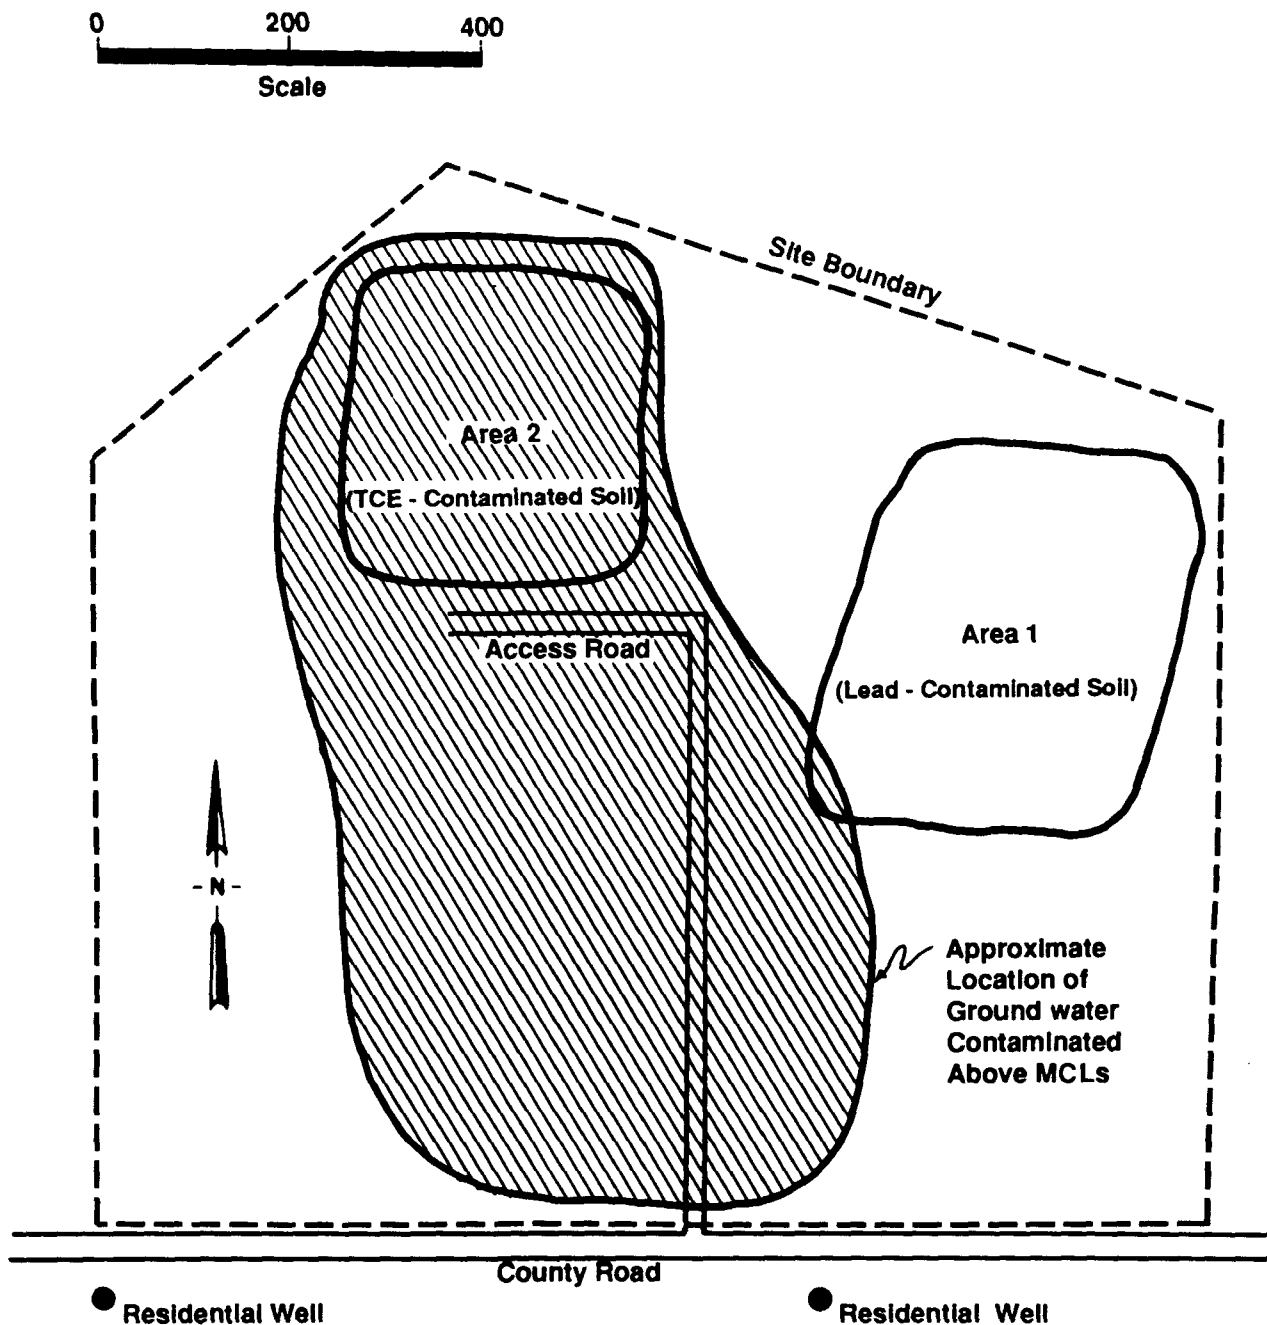 0 200 400
Scale
Site Boundary
Area 2
(TCE - Contaminated Soil)
Access Road
Area 1
(Lead - Contaminated Soil)
- N -
Approximate
Location of
Ground water
Contaminated
Above MCLs
County Road
Residential Well
Residential Well